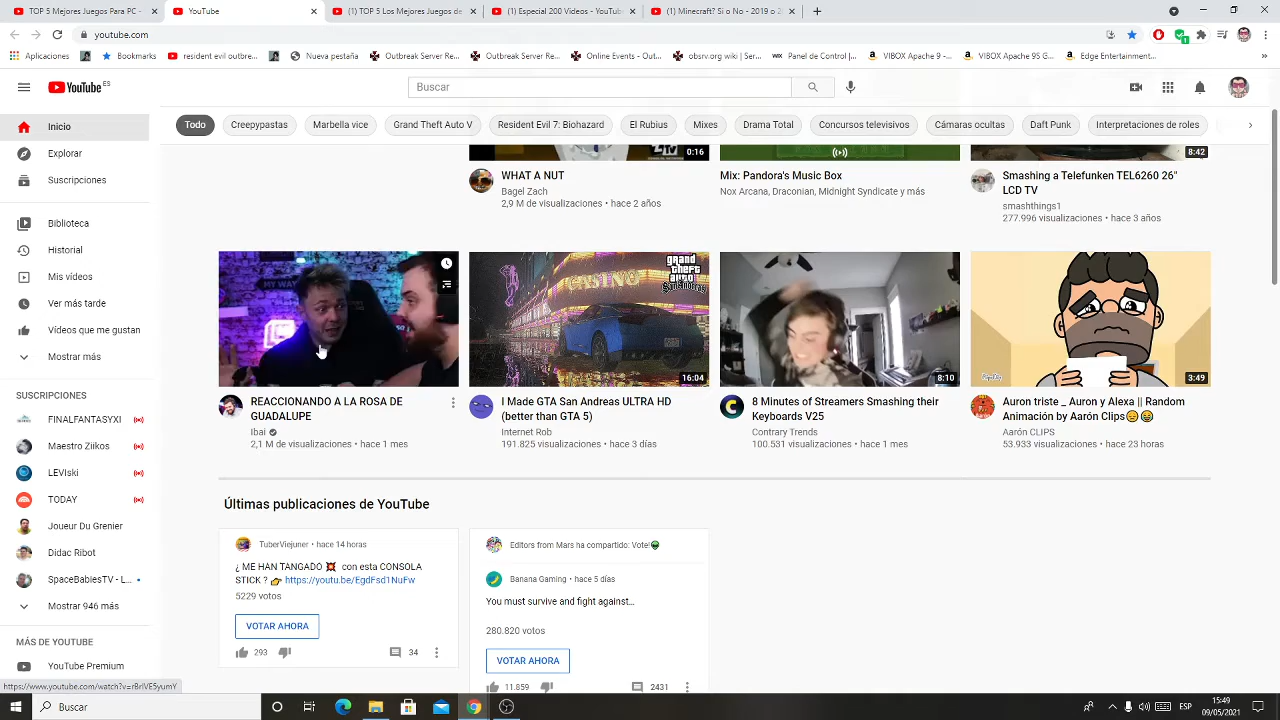 TOP 5 Mejores Juegos Para PC -
YouTube
(1) TOP 5 Los Mejores Juegos de
(1) Especial 200 Videos - YouTube
(1) Minecraft? Si o No - 2019 a 20
youtube.com
Aplicaciones
Bookmarks
resident evil outbre...
Nueva pestaña
Outbreak Server Re...
Outbreak Server Re...
Online Events - Out...
obsrv.org wiki | Ser...
Panel de Control |...
VIBOX Apache 9 -...
VIBOX Apache 9S G...
Edge Entertainment...
YouTube ES
Buscar
Inicio
Explorar
Suscripciones
Biblioteca
Historial
Mis vídeos
Ver más tarde
Vídeos que me gustan
Mostrar más
SUSCRIPCIONES
FINALFANTASYXI
Maestro Ziikos
LEVIski
TODAY
Joueur Du Grenier
Didac Ribot
SpaceBabiesTV - L...
Mostrar 946 más
MÁS DE YOUTUBE
YouTube Premium
Todo
Creepypastas
Marbella vice
Grand Theft Auto V
Resident Evil 7: Biohazard
El Rubius
Mixes
Drama Total
Concursos televisivos
Cámaras ocultas
Daft Punk
Interpretaciones de roles
0:16
8:42
WHAT A NUT
Bagel Zach
2,9 M de visualizaciones • hace 2 años
Mix: Pandora's Music Box
Nox Arcana, Draconian, Midnight Syndicate y más
Smashing a Telefunken TEL6260 26"
LCD TV
smashthings1
277.996 visualizaciones • hace 3 años
MY WAY
CASINO
grand
theft
auto
16:04
8:10
3:49
REACCIONANDO A LA ROSA DE
GUADALUPE
Ibai
2,1 M de visualizaciones • hace 1 mes
I Made GTA San Andreas ULTRA HD
(better than GTA 5)
Internet Rob
191.825 visualizaciones • hace 3 días
8 Minutes of Streamers Smashing their
Keyboards V25
Contrary Trends
100.531 visualizaciones • hace 1 mes
Auron triste _ Auron y Alexa || Random
Animación by Aarón Clips😔😂
Aarón CLIPS
53.933 visualizaciones • hace 23 horas
Últimas publicaciones de YouTube
TuberViejuner • hace 14 horas
¿ ME HAN TANGADO 💥 con esta CONSOLA
STICK ? 👉 https://youtu.be/EgdFsd1NuFw
5229 votos
VOTAR AHORA
293
34
Editors from Mars ha compartido: Vote!👽
Banana Gaming • hace 5 días
You must survive and fight against...
280.820 votos
VOTAR AHORA
11.859
2431
https://www.youtube.com/watch?v=rBrlVE5yumY
Buscar
ESP
15:49
09/05/2021